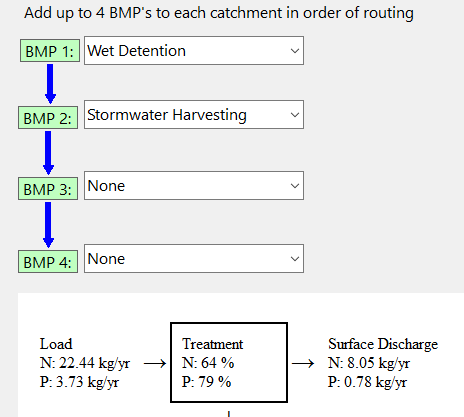 Add up to 4 BMP's to each catchment in order of routing
BMP 1: Wet Detention
BMP 2: Stormwater Harvesting
BMP 3: None
BMP 4: None
Load Treatment Surface Discharge
N: 22.44 kg/yr N: 64 % N: 8.05 kg/yr
P: 3.73 kg/yr P: 79 % P: 0.78 kg/yr